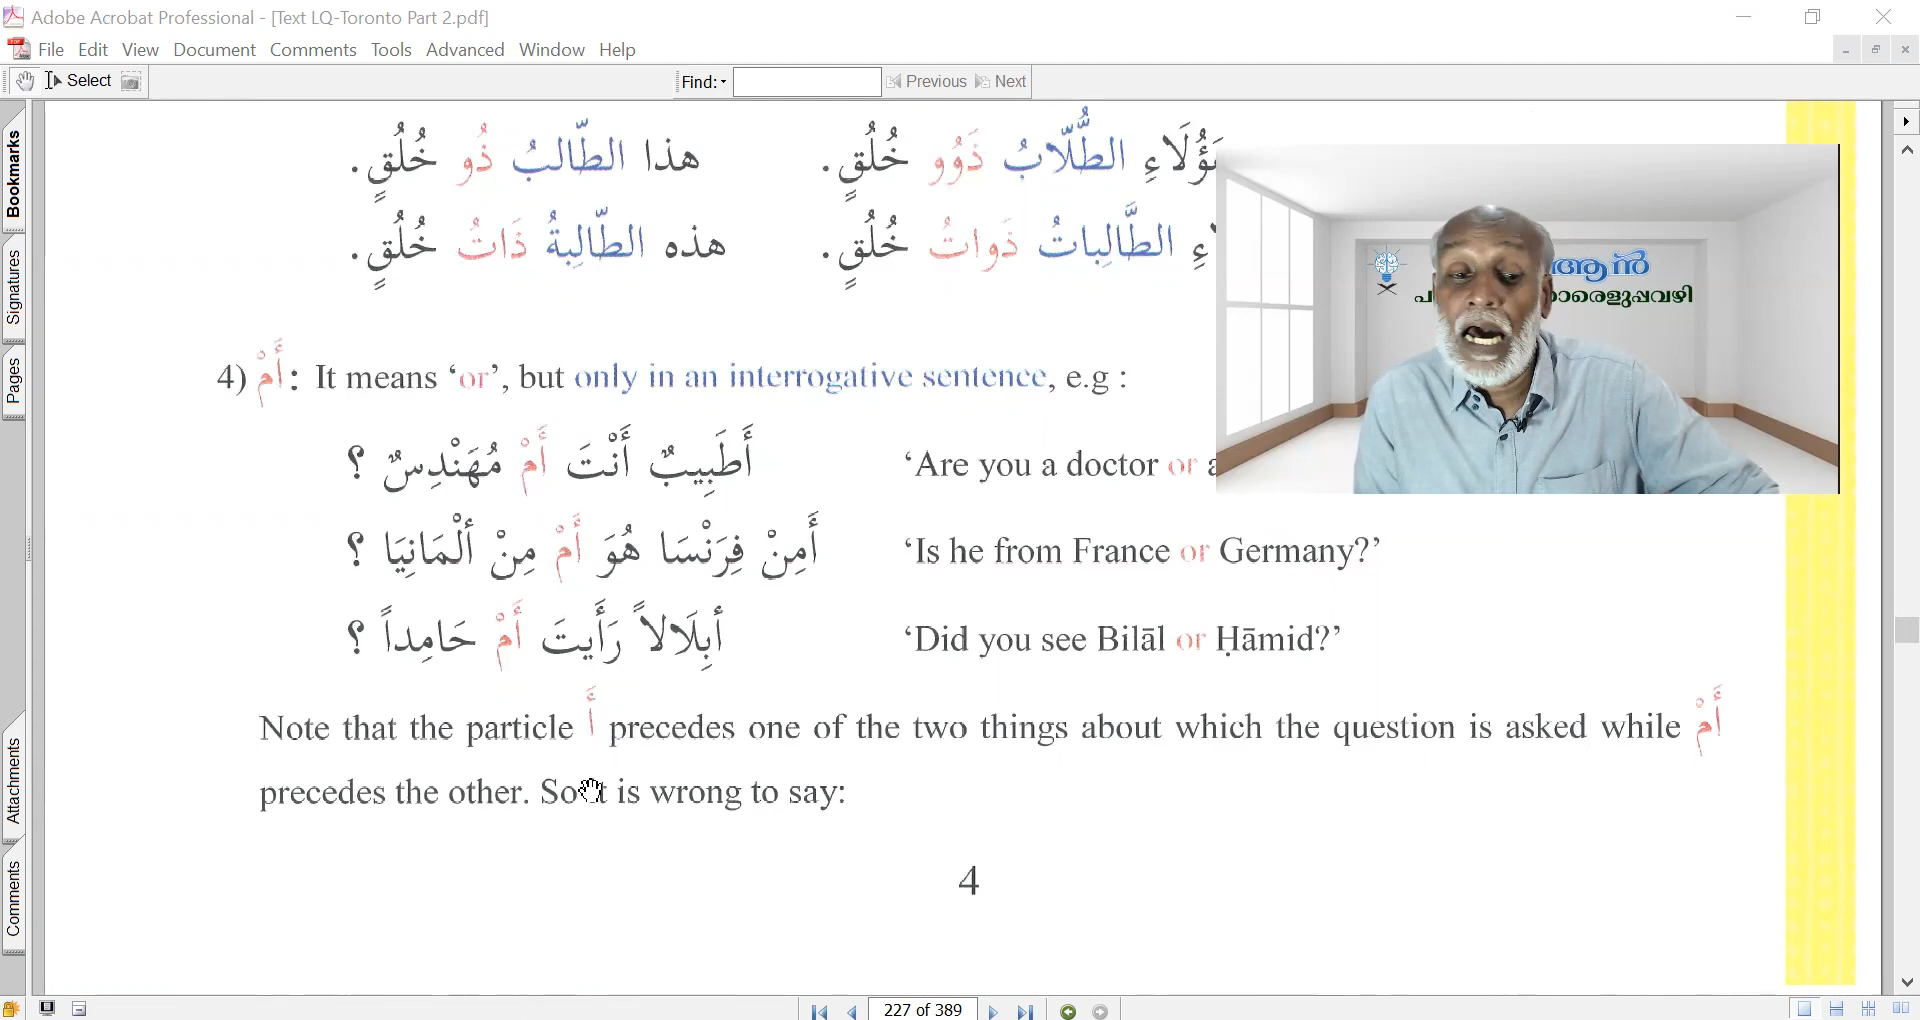 Adobe Acrobat Professional - [Text LQ-Toronto Part 2.pdf]
File Edit View Document Comments Tools Advanced Window Help
Select Find: Previous Next
Bookmarks
Signatures
Pages
Attachments
Comments
هذا الطَّالبُ ذُو خُلُقٍ.
الطُّلَّابُ ذَوُو خُلُقٍ.
هذه الطَّالِبةُ ذَاتُ خُلُقٍ.
الطَّالِباتُ ذَواتُ خُلُقٍ.
4) أَمْ: It means ‘or’, but only in an interrogative sentence, e.g :
أَطَبِيبٌ أَنْتَ أَمْ مُهَنْدِسٌ ؟ ‘Are you a doctor or
أَمِنْ فِرَنْسَا هُوَ أَمْ مِنْ ألْمَانِيَا ؟ ‘Is he from France or Germany?’
أبِلَالاً رَأَيتَ أَمْ حَامِداً ؟ ‘Did you see Bilāl or Ḥāmid?’
Note that the particle أَ precedes one of the two things about which the question is asked while أَمْ
precedes the other. So is wrong to say:
4
227 of 389